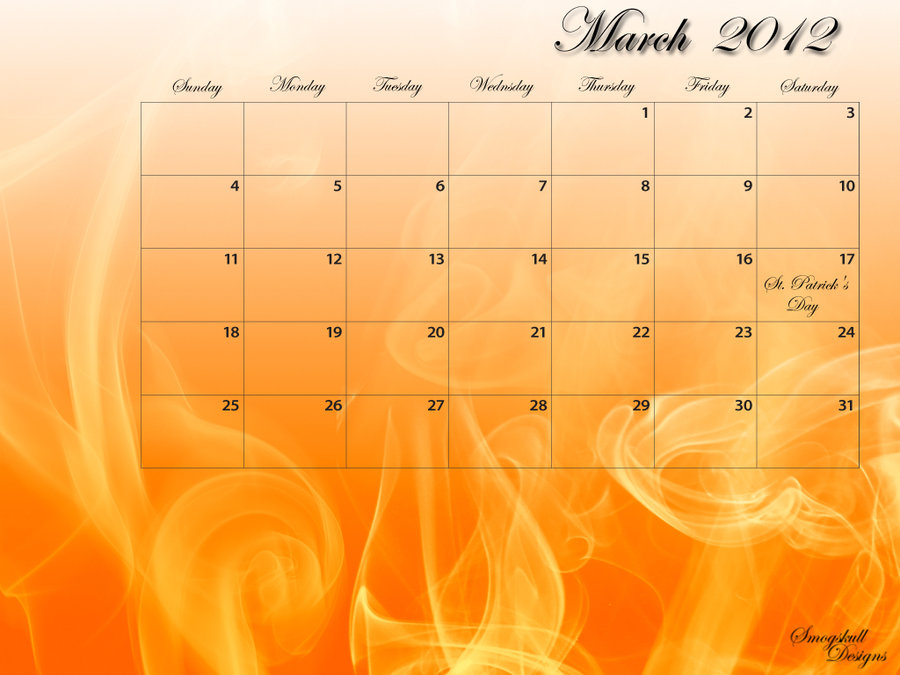 March 2012
Sunday Monday Tuesday Wednsday Thursday Friday Saturday
1 2 3
4 5 6 7 8 9 10
11 12 13 14 15 16 17
St. Patrick's
Day
18 19 20 21 22 23 24
25 26 27 28 29 30 31
Smogskull
Designs